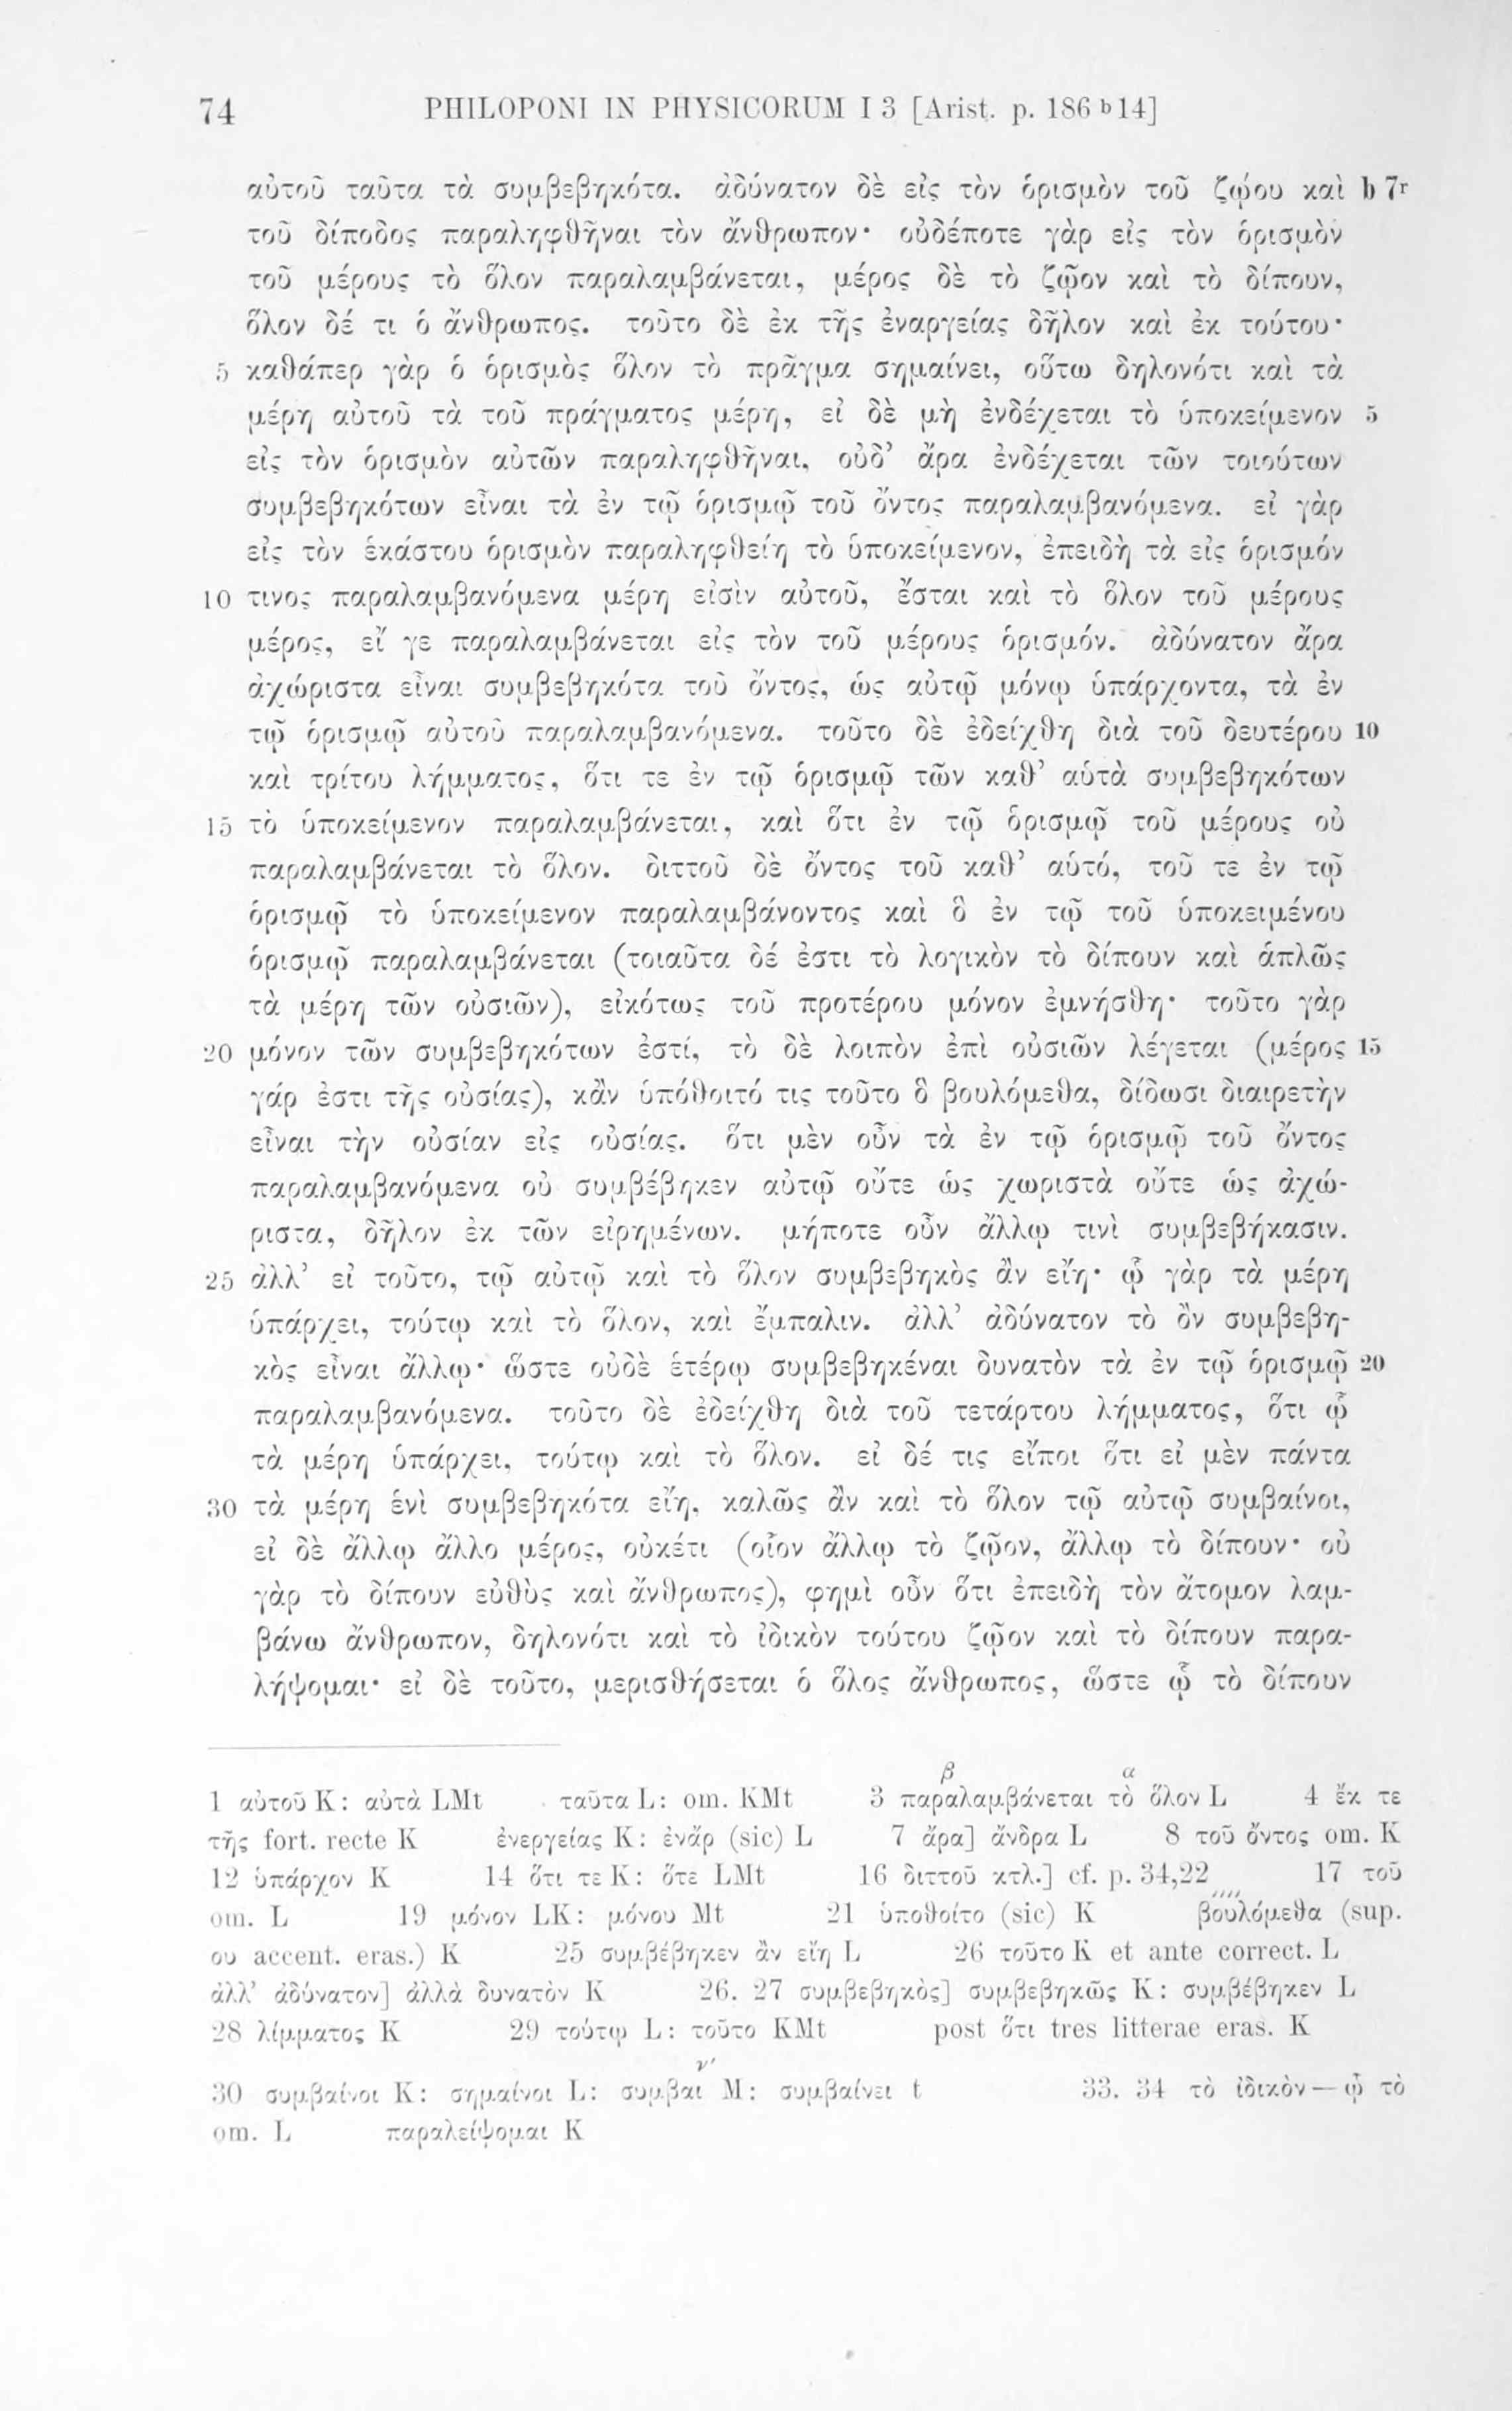 74 PHILOPONI IN PHYSICORUM I 3 [Arist. p. 186 b 14]
αὐτοῦ ταῦτα τὰ συμβεβηκότα. ἀδύνατον δὲ εἰς τὸν ὁρισμὸν τοῦ ζῴου καὶ b 7r
τοῦ δίποδος παραληφθῆναι τὸν ἄνθρωπον· οὐδέποτε γὰρ εἰς τὸν ὁρισμὸν
τοῦ μέρους τὸ ὅλον παραλαμβάνεται, μέρος δὲ τὸ ζῷον καὶ τὸ δίπουν,
ὅλον δέ τι ὁ ἄνθρωπος. τοῦτο δὲ ἐκ τῆς ἐναργείας δῆλον καὶ ἐκ τούτου·
5 καθάπερ γὰρ ὁ ὁρισμὸς ὅλον τὸ πρᾶγμα σημαίνει, οὕτω δηλονότι καὶ τὰ
μέρη αὐτοῦ τὰ τοῦ πράγματος μέρη, εἰ δὲ μὴ ἐνδέχεται τὸ ὑποκείμενον 5
εἰς τὸν ὁρισμὸν αὐτῶν παραληφθῆναι, οὐδ’ ἄρα ἐνδέχεται τῶν τοιούτων
συμβεβηκότων εἶναι τὰ ἐν τῷ ὁρισμῷ τοῦ ὄντος παραλαμβανόμενα. εἰ γὰρ
εἰς τὸν ἑκάστου ὁρισμὸν παραληφθείη τὸ ὑποκείμενον, ἐπειδὴ τὰ εἰς ὁρισμόν
10 τινος παραλαμβανόμενα μέρη εἰσὶν αὐτοῦ, ἔσται καὶ τὸ ὅλον τοῦ μέρους
μέρος, εἴ γε παραλαμβάνεται εἰς τὸν τοῦ μέρους ὁρισμόν. ἀδύνατον ἄρα
ἀχώριστα εἶναι συμβεβηκότα τοῦ ὄντος, ὡς αὐτῷ μόνῳ ὑπάρχοντα, τὰ ἐν
τῷ ὁρισμῷ αὐτοῦ παραλαμβανόμενα. τοῦτο δὲ ἐδείχθη διὰ τοῦ δευτέρου 10
καὶ τρίτου λήμματος, ὅτι τε ἐν τῷ ὁρισμῷ τῶν καθ’ αὑτὰ συμβεβηκότων
15 τὸ ὑποκείμενον παραλαμβάνεται, καὶ ὅτι ἐν τῷ ὁρισμῷ τοῦ μέρους οὐ
παραλαμβάνεται τὸ ὅλον. διττοῦ δὲ ὄντος τοῦ καθ’ αὑτό, τοῦ τε ἐν τῷ
ὁρισμῷ τὸ ὑποκείμενον παραλαμβάνοντος καὶ ὃ ἐν τῷ τοῦ ὑποκειμένου
ὁρισμῷ παραλαμβάνεται (τοιαῦτα δέ ἐστι τὸ λογικὸν τὸ δίπουν καὶ ἁπλῶς
τὰ μέρη τῶν οὐσιῶν), εἰκότως τοῦ προτέρου μόνον ἐμνήσθη· τοῦτο γὰρ
20 μόνον τῶν συμβεβηκότων ἐστί, τὸ δὲ λοιπὸν ἐπὶ οὐσιῶν λέγεται (μέρος 15
γάρ ἐστι τῆς οὐσίας), κἂν ὑπόθοιτό τις τοῦτο ὃ βουλόμεθα, δίδωσι διαιρετὴν
εἶναι τὴν οὐσίαν εἰς οὐσίας. ὅτι μὲν οὖν τὰ ἐν τῷ ὁρισμῷ τοῦ ὄντος
παραλαμβανόμενα οὐ συμβέβηκεν αὐτῷ οὔτε ὡς χωριστὰ οὔτε ὡς ἀχώ-
ριστα, δῆλον ἐκ τῶν εἰρημένων. μήποτε οὖν ἄλλῳ τινὶ συμβεβήκασιν.
25 ἀλλ’ εἰ τοῦτο, τῷ αὐτῷ καὶ τὸ ὅλον συμβεβηκὸς ἂν εἴη· ᾧ γὰρ τὰ μέρη
ὑπάρχει, τούτῳ καὶ τὸ ὅλον, καὶ ἔμπαλιν. ἀλλ’ ἀδύνατον τὸ ὂν συμβεβη-
κὸς εἶναι ἄλλῳ· ὥστε οὐδὲ ἑτέρῳ συμβεβηκέναι δυνατὸν τὰ ἐν τῷ ὁρισμῷ 20
παραλαμβανόμενα. τοῦτο δὲ ἐδείχθη διὰ τοῦ τετάρτου λήμματος, ὅτι ᾧ
τὰ μέρη ὑπάρχει, τούτῳ καὶ τὸ ὅλον. εἰ δέ τις εἴποι ὅτι εἰ μὲν πάντα
30 τὰ μέρη ἑνὶ συμβεβηκότα εἴη, καλῶς ἂν καὶ τὸ ὅλον τῷ αὐτῷ συμβαίνοι,
εἰ δὲ ἄλλῳ ἄλλο μέρος, οὐκέτι (οἷον ἄλλῳ τὸ ζῷον, ἄλλῳ τὸ δίπουν· οὐ
γὰρ τὸ δίπουν εὐθὺς καὶ ἄνθρωπος), φημὶ οὖν ὅτι ἐπειδὴ τὸν ἄτομον λαμ-
βάνω ἄνθρωπον, δηλονότι καὶ τὸ ἰδικὸν τούτου ζῷον καὶ τὸ δίπουν παρα-
λήψομαι· εἰ δὲ τοῦτο, μερισθήσεται ὁ ὅλος ἄνθρωπος, ὥστε ᾧ τὸ δίπουν
β α
1 αὐτοῦ K: αὐτὰ LMt ταῦτα L: om. KMt 3 παραλαμβάνεται τὸ ὅλον L 4 ἔκ τε
τῆς fort. recte K ἐνεργείας K: ἐνἄρ (sic) L 7 ἄρα] ἄνδρα L 8 τοῦ ὄντος om. K
12 ὑπάρχον K 14 ὅτι τε K: ὅτε LMt 16 διττοῦ κτλ.] cf. p. 34,22 17 τοῦ
om. L 19 μόνον LK: μόνου Mt 21 ὑποθοίτο (sic) K βουλόμεθα (sup.
ου accent. eras.) K 25 συμβέβηκεν ἂν εἴη L 26 τοῦτο K et ante correct. L
ἀλλ’ ἀδύνατον] ἀλλὰ δυνατὸν K 26. 27 συμβεβηκὸς] συμβεβηκῶς K: συμβέβηκεν L
28 λίμματος K 29 τούτῳ L: τοῦτο KMt post ὅτι tres litterae eras. K
ν′
30 συμβαίνοι K: σημαίνοι L: συμβαι M: συμβαίνει t 33. 34 τὸ ἰδικὸν — ᾧ τὸ
om. L παραλείψομαι K